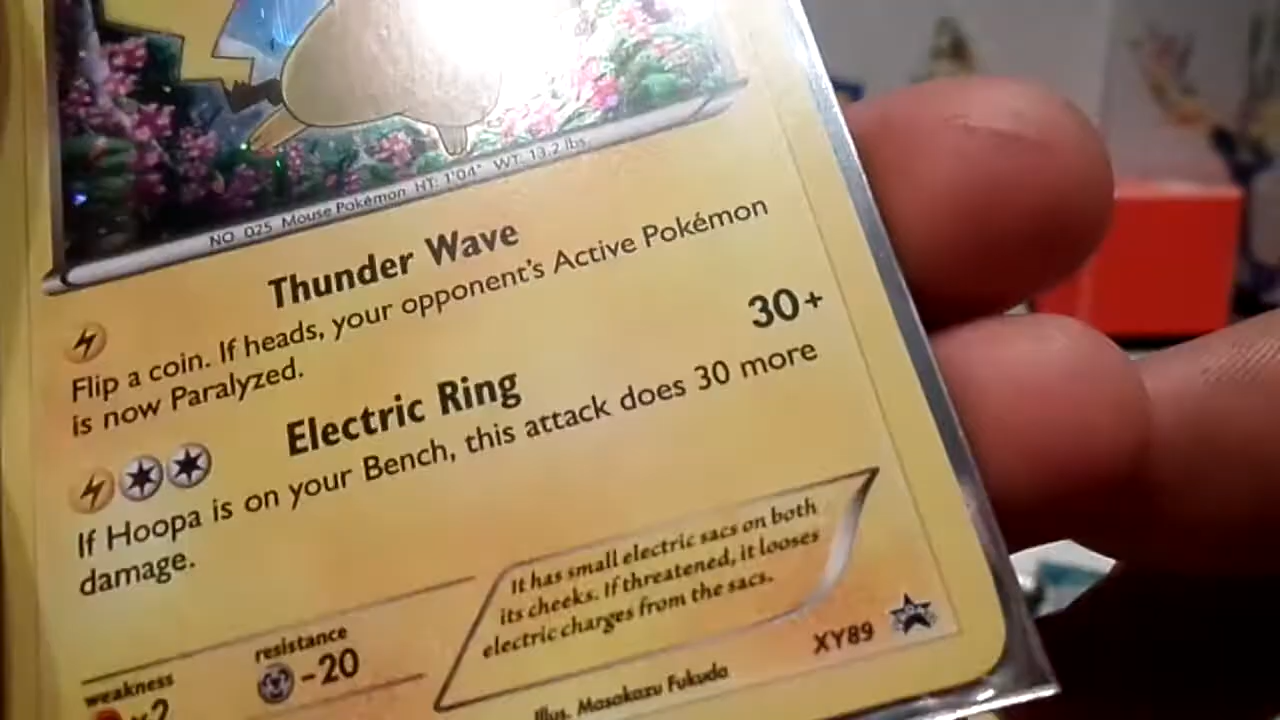 NO. 025 Mouse Pokémon HT: 1'04" WT: 13.2 lbs.
Thunder Wave
Flip a coin. If heads, your opponent's Active Pokémon
is now Paralyzed.
Electric Ring 30+
If Hoopa is on your Bench, this attack does 30 more
damage.
It has small electric sacs on both
its cheeks. If threatened, it looses
electric charges from the sacs.
weakness
×2
resistance
-20
XY89
Illus. Masakazu Fukuda